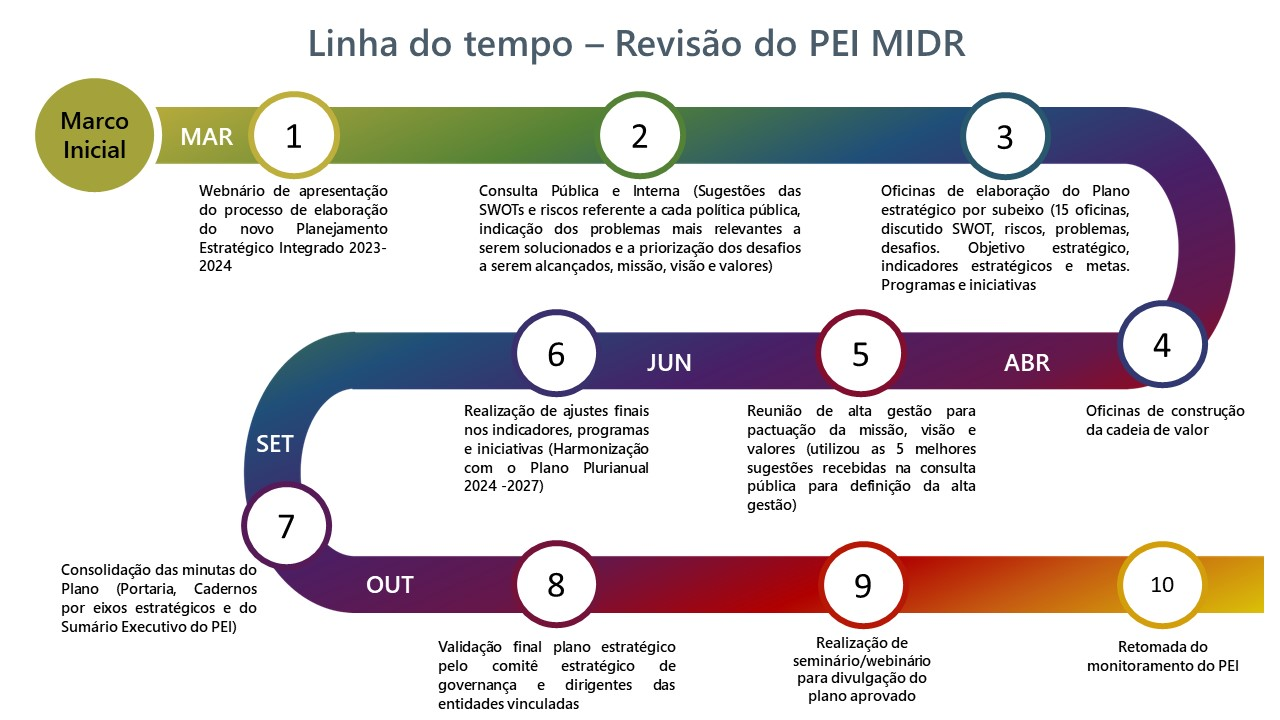 Linha do tempo – Revisão do PEI MIDR
Marco
Inicial
MAR
1
2
3
Webnário de apresentação
do processo de elaboração
do novo Planejamento
Estratégico Integrado 2023-
2024
Consulta Pública e Interna (Sugestões das
SWOTs e riscos referente a cada política pública,
indicação dos problemas mais relevantes a
serem solucionados e a priorização dos desafios
a serem alcançados, missão, visão e valores)
Oficinas de elaboração do Plano
estratégico por subeixo (15 oficinas,
discutido SWOT, riscos, problemas,
desafios. Objetivo estratégico,
indicadores estratégicos e metas.
Programas e iniciativas
4
ABR
5
JUN
6
Oficinas de construção
da cadeia de valor
Reunião de alta gestão para
pactuação da missão, visão e
valores (utilizou as 5 melhores
sugestões recebidas na consulta
pública para definição da alta
gestão)
Realização de ajustes finais
nos indicadores, programas
e iniciativas (Harmonização
com o Plano Plurianual
2024 -2027)
SET
7
Consolidação das minutas do
Plano (Portaria, Cadernos
por eixos estratégicos e do
Sumário Executivo do PEI)
OUT
8
9
10
Validação final plano estratégico
pelo comitê estratégico de
governança e dirigentes das
entidades vinculadas
Realização de
seminário/webinário
para divulgação do
plano aprovado
Retomada do
monitoramento do PEI